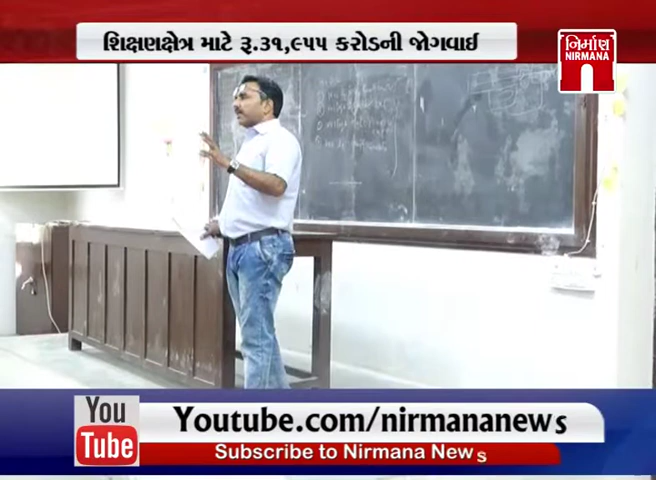 શિક્ષણક્ષેત્ર માટે રૂ.૩૧,૯૫૫ કરોડની જોગવાઈ
નિર્માણ
NIRMANA
You
Tube
Youtube.com/nirmananews
Subscribe to Nirmana News